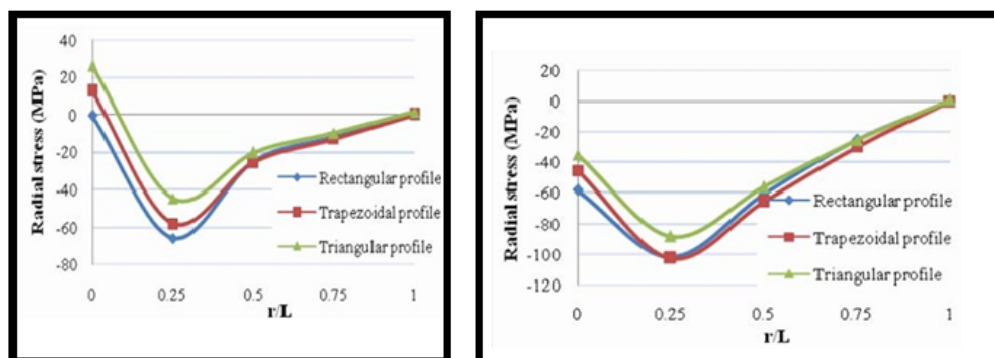 40
20
0
-20
-40
-60
-80
Radial stress (MPa)
Rectangular profile
Trapezoidal profile
Triangular profile
0
0.25
0.5
0.75
1
r/L
20
0
-20
-40
-60
-80
-100
-120
Radial stress (MPa)
Rectangular profile
Trapezoidal profile
Triangular profile
0
0.25
0.5
0.75
1
r/L